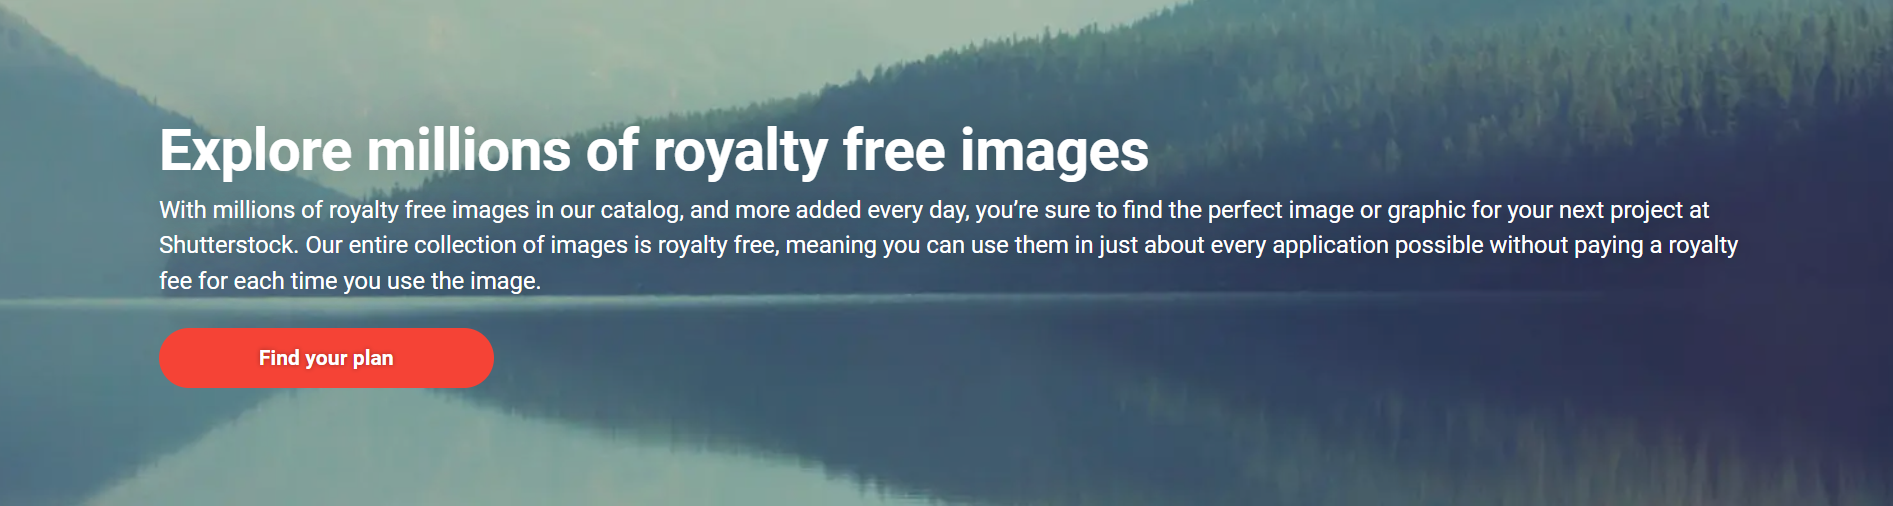 Explore millions of royalty free images
With millions of royalty free images in our catalog, and more added every day, you’re sure to find the perfect image or graphic for your next project at
Shutterstock. Our entire collection of images is royalty free, meaning you can use them in just about every application possible without paying a royalty
fee for each time you use the image.
Find your plan